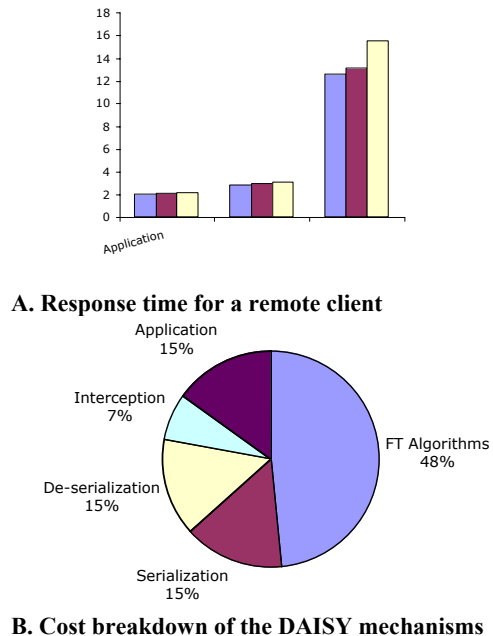 18
16
14
12
10
8
6
4
2
0
Application
A. Response time for a remote client
Application
15%
Interception
7%
FT Algorithms
48%
De-serialization
15%
Serialization
15%
B. Cost breakdown of the DAISY mechanisms